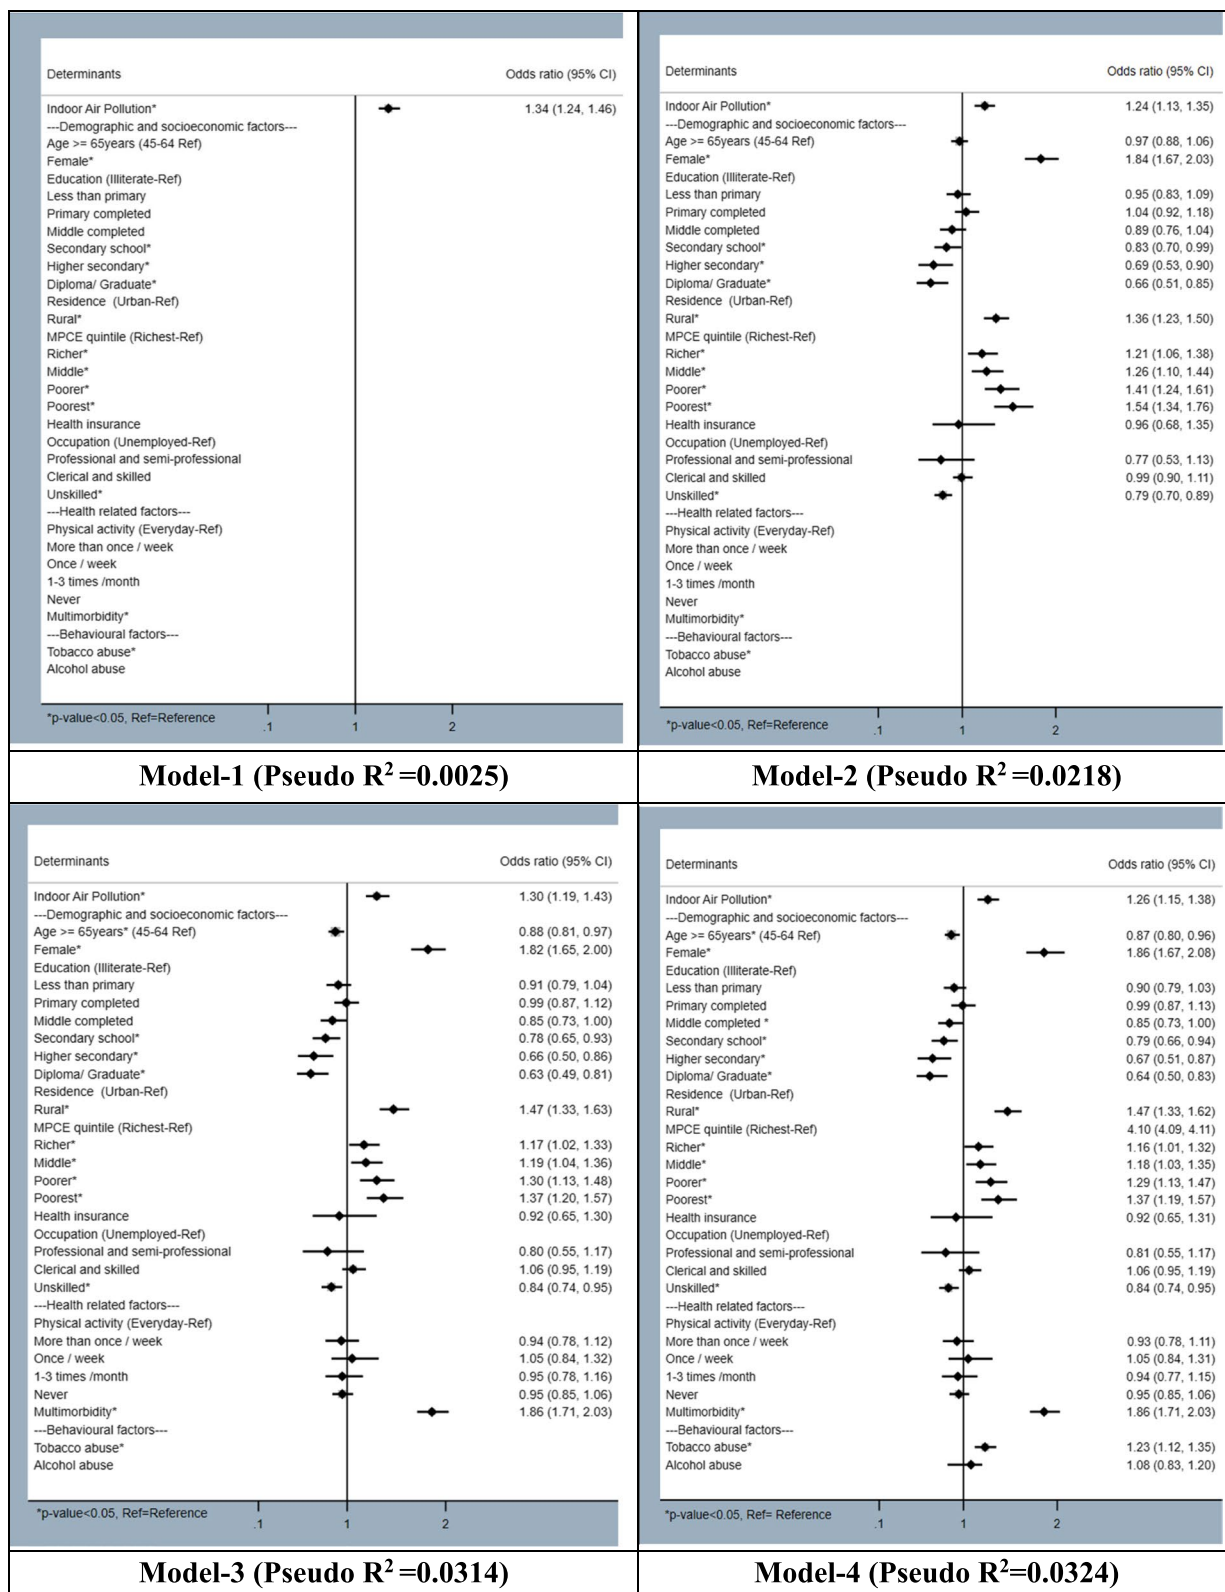 Determinants Odds ratio (95% CI)
Indoor Air Pollution* 1.34 (1.24, 1.46)
---Demographic and socioeconomic factors---
Age >= 65years (45-64 Ref)
Female*
Education (Illiterate-Ref)
Less than primary
Primary completed
Middle completed
Secondary school*
Higher secondary*
Diploma/ Graduate*
Residence (Urban-Ref)
Rural*
MPCE quintile (Richest-Ref)
Richer*
Middle*
Poorer*
Poorest*
Health insurance
Occupation (Unemployed-Ref)
Professional and semi-professional
Clerical and skilled
Unskilled*
---Health related factors---
Physical activity (Everyday-Ref)
More than once / week
Once / week
1-3 times /month
Never
Multimorbidity*
---Behavioural factors---
Tobacco abuse*
Alcohol abuse
*p-value<0.05, Ref=Reference
.1 1 2
Model-1 (Pseudo R² =0.0025)
Determinants Odds ratio (95% CI)
Indoor Air Pollution* 1.24 (1.13, 1.35)
---Demographic and socioeconomic factors---
Age >= 65years (45-64 Ref) 0.97 (0.88, 1.06)
Female* 1.84 (1.67, 2.03)
Education (Illiterate-Ref)
Less than primary 0.95 (0.83, 1.09)
Primary completed 1.04 (0.92, 1.18)
Middle completed 0.89 (0.76, 1.04)
Secondary school* 0.83 (0.70, 0.99)
Higher secondary* 0.69 (0.53, 0.90)
Diploma/ Graduate* 0.66 (0.51, 0.85)
Residence (Urban-Ref)
Rural* 1.36 (1.23, 1.50)
MPCE quintile (Richest-Ref)
Richer* 1.21 (1.06, 1.38)
Middle* 1.26 (1.10, 1.44)
Poorer* 1.41 (1.24, 1.61)
Poorest* 1.54 (1.34, 1.76)
Health insurance 0.96 (0.68, 1.35)
Occupation (Unemployed-Ref)
Professional and semi-professional 0.77 (0.53, 1.13)
Clerical and skilled 0.99 (0.90, 1.11)
Unskilled* 0.79 (0.70, 0.89)
---Health related factors---
Physical activity (Everyday-Ref)
More than once / week
Once / week
1-3 times /month
Never
Multimorbidity*
---Behavioural factors---
Tobacco abuse*
Alcohol abuse
*p-value<0.05, Ref=Reference
.1 1 2
Model-2 (Pseudo R² =0.0218)
Determinants Odds ratio (95% CI)
Indoor Air Pollution* 1.30 (1.19, 1.43)
---Demographic and socioeconomic factors---
Age >= 65years* (45-64 Ref) 0.88 (0.81, 0.97)
Female* 1.82 (1.65, 2.00)
Education (Illiterate-Ref)
Less than primary 0.91 (0.79, 1.04)
Primary completed 0.99 (0.87, 1.12)
Middle completed 0.85 (0.73, 1.00)
Secondary school* 0.78 (0.65, 0.93)
Higher secondary* 0.66 (0.50, 0.86)
Diploma/ Graduate* 0.63 (0.49, 0.81)
Residence (Urban-Ref)
Rural* 1.47 (1.33, 1.63)
MPCE quintile (Richest-Ref)
Richer* 1.17 (1.02, 1.33)
Middle* 1.19 (1.04, 1.36)
Poorer* 1.30 (1.13, 1.48)
Poorest* 1.37 (1.20, 1.57)
Health insurance 0.92 (0.65, 1.30)
Occupation (Unemployed-Ref)
Professional and semi-professional 0.80 (0.55, 1.17)
Clerical and skilled 1.06 (0.95, 1.19)
Unskilled* 0.84 (0.74, 0.95)
---Health related factors---
Physical activity (Everyday-Ref)
More than once / week 0.94 (0.78, 1.12)
Once / week 1.05 (0.84, 1.32)
1-3 times /month 0.95 (0.78, 1.16)
Never 0.95 (0.85, 1.06)
Multimorbidity* 1.86 (1.71, 2.03)
---Behavioural factors---
Tobacco abuse*
Alcohol abuse
*p-value<0.05, Ref=Reference
.1 1 2
Model-3 (Pseudo R² =0.0314)
Determinants Odds ratio (95% CI)
Indoor Air Pollution* 1.26 (1.15, 1.38)
---Demographic and socioeconomic factors---
Age >= 65years* (45-64 Ref) 0.87 (0.80, 0.96)
Female* 1.86 (1.67, 2.08)
Education (Illiterate-Ref)
Less than primary 0.90 (0.79, 1.03)
Primary completed 0.99 (0.87, 1.13)
Middle completed * 0.85 (0.73, 1.00)
Secondary school* 0.79 (0.66, 0.94)
Higher secondary* 0.67 (0.51, 0.87)
Diploma/ Graduate* 0.64 (0.50, 0.83)
Residence (Urban-Ref)
Rural* 1.47 (1.33, 1.62)
MPCE quintile (Richest-Ref) 4.10 (4.09, 4.11)
Richer* 1.16 (1.01, 1.32)
Middle* 1.18 (1.03, 1.35)
Poorer* 1.29 (1.13, 1.47)
Poorest* 1.37 (1.19, 1.57)
Health insurance 0.92 (0.65, 1.31)
Occupation (Unemployed-Ref)
Professional and semi-professional 0.81 (0.55, 1.17)
Clerical and skilled 1.06 (0.95, 1.19)
Unskilled* 0.84 (0.74, 0.95)
---Health related factors---
Physical activity (Everyday-Ref)
More than once / week 0.93 (0.78, 1.11)
Once / week 1.05 (0.84, 1.31)
1-3 times /month 0.94 (0.77, 1.15)
Never 0.95 (0.85, 1.06)
Multimorbidity* 1.86 (1.71, 2.03)
---Behavioural factors---
Tobacco abuse* 1.23 (1.12, 1.35)
Alcohol abuse 1.08 (0.83, 1.20)
*p-value<0.05, Ref= Reference
.1 1 2
Model-4 (Pseudo R²=0.0324)